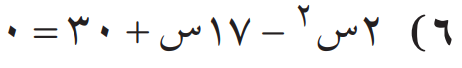 ٦) ٢س٢ − ١٧س + ٣٠ = ٠